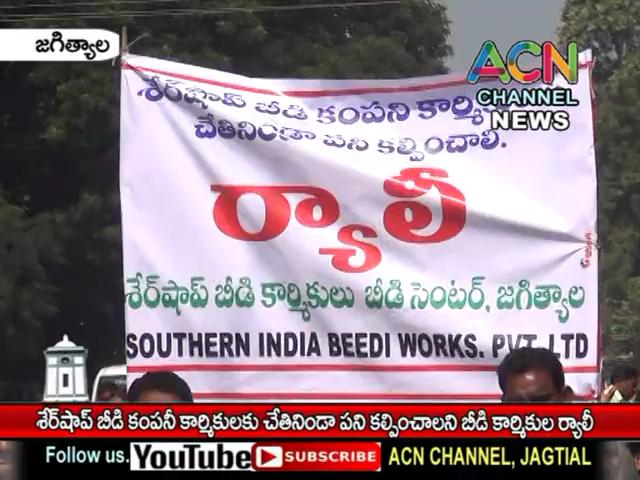 జగిత్యాల
ACN
CHANNEL
NEWS
శేర్‌షాప్ బీడి కంపని కార్మి
చేతినిండా పని కల్పించాలి.
ర్యాలీ
శేర్‌షాప్ బీడి కార్మికులు బీడి సెంటర్, జగిత్యాల
SOUTHERN INDIA BEEDI WORKS. PVT. LTD
శేర్‌షాప్ బీడి కంపనీ కార్మికులకు చేతినిండా పని కల్పించాలని బీడి కార్మికుల ర్యాలీ
Follow us. YouTube SUBSCRIBE ACN CHANNEL, JAGTIAL